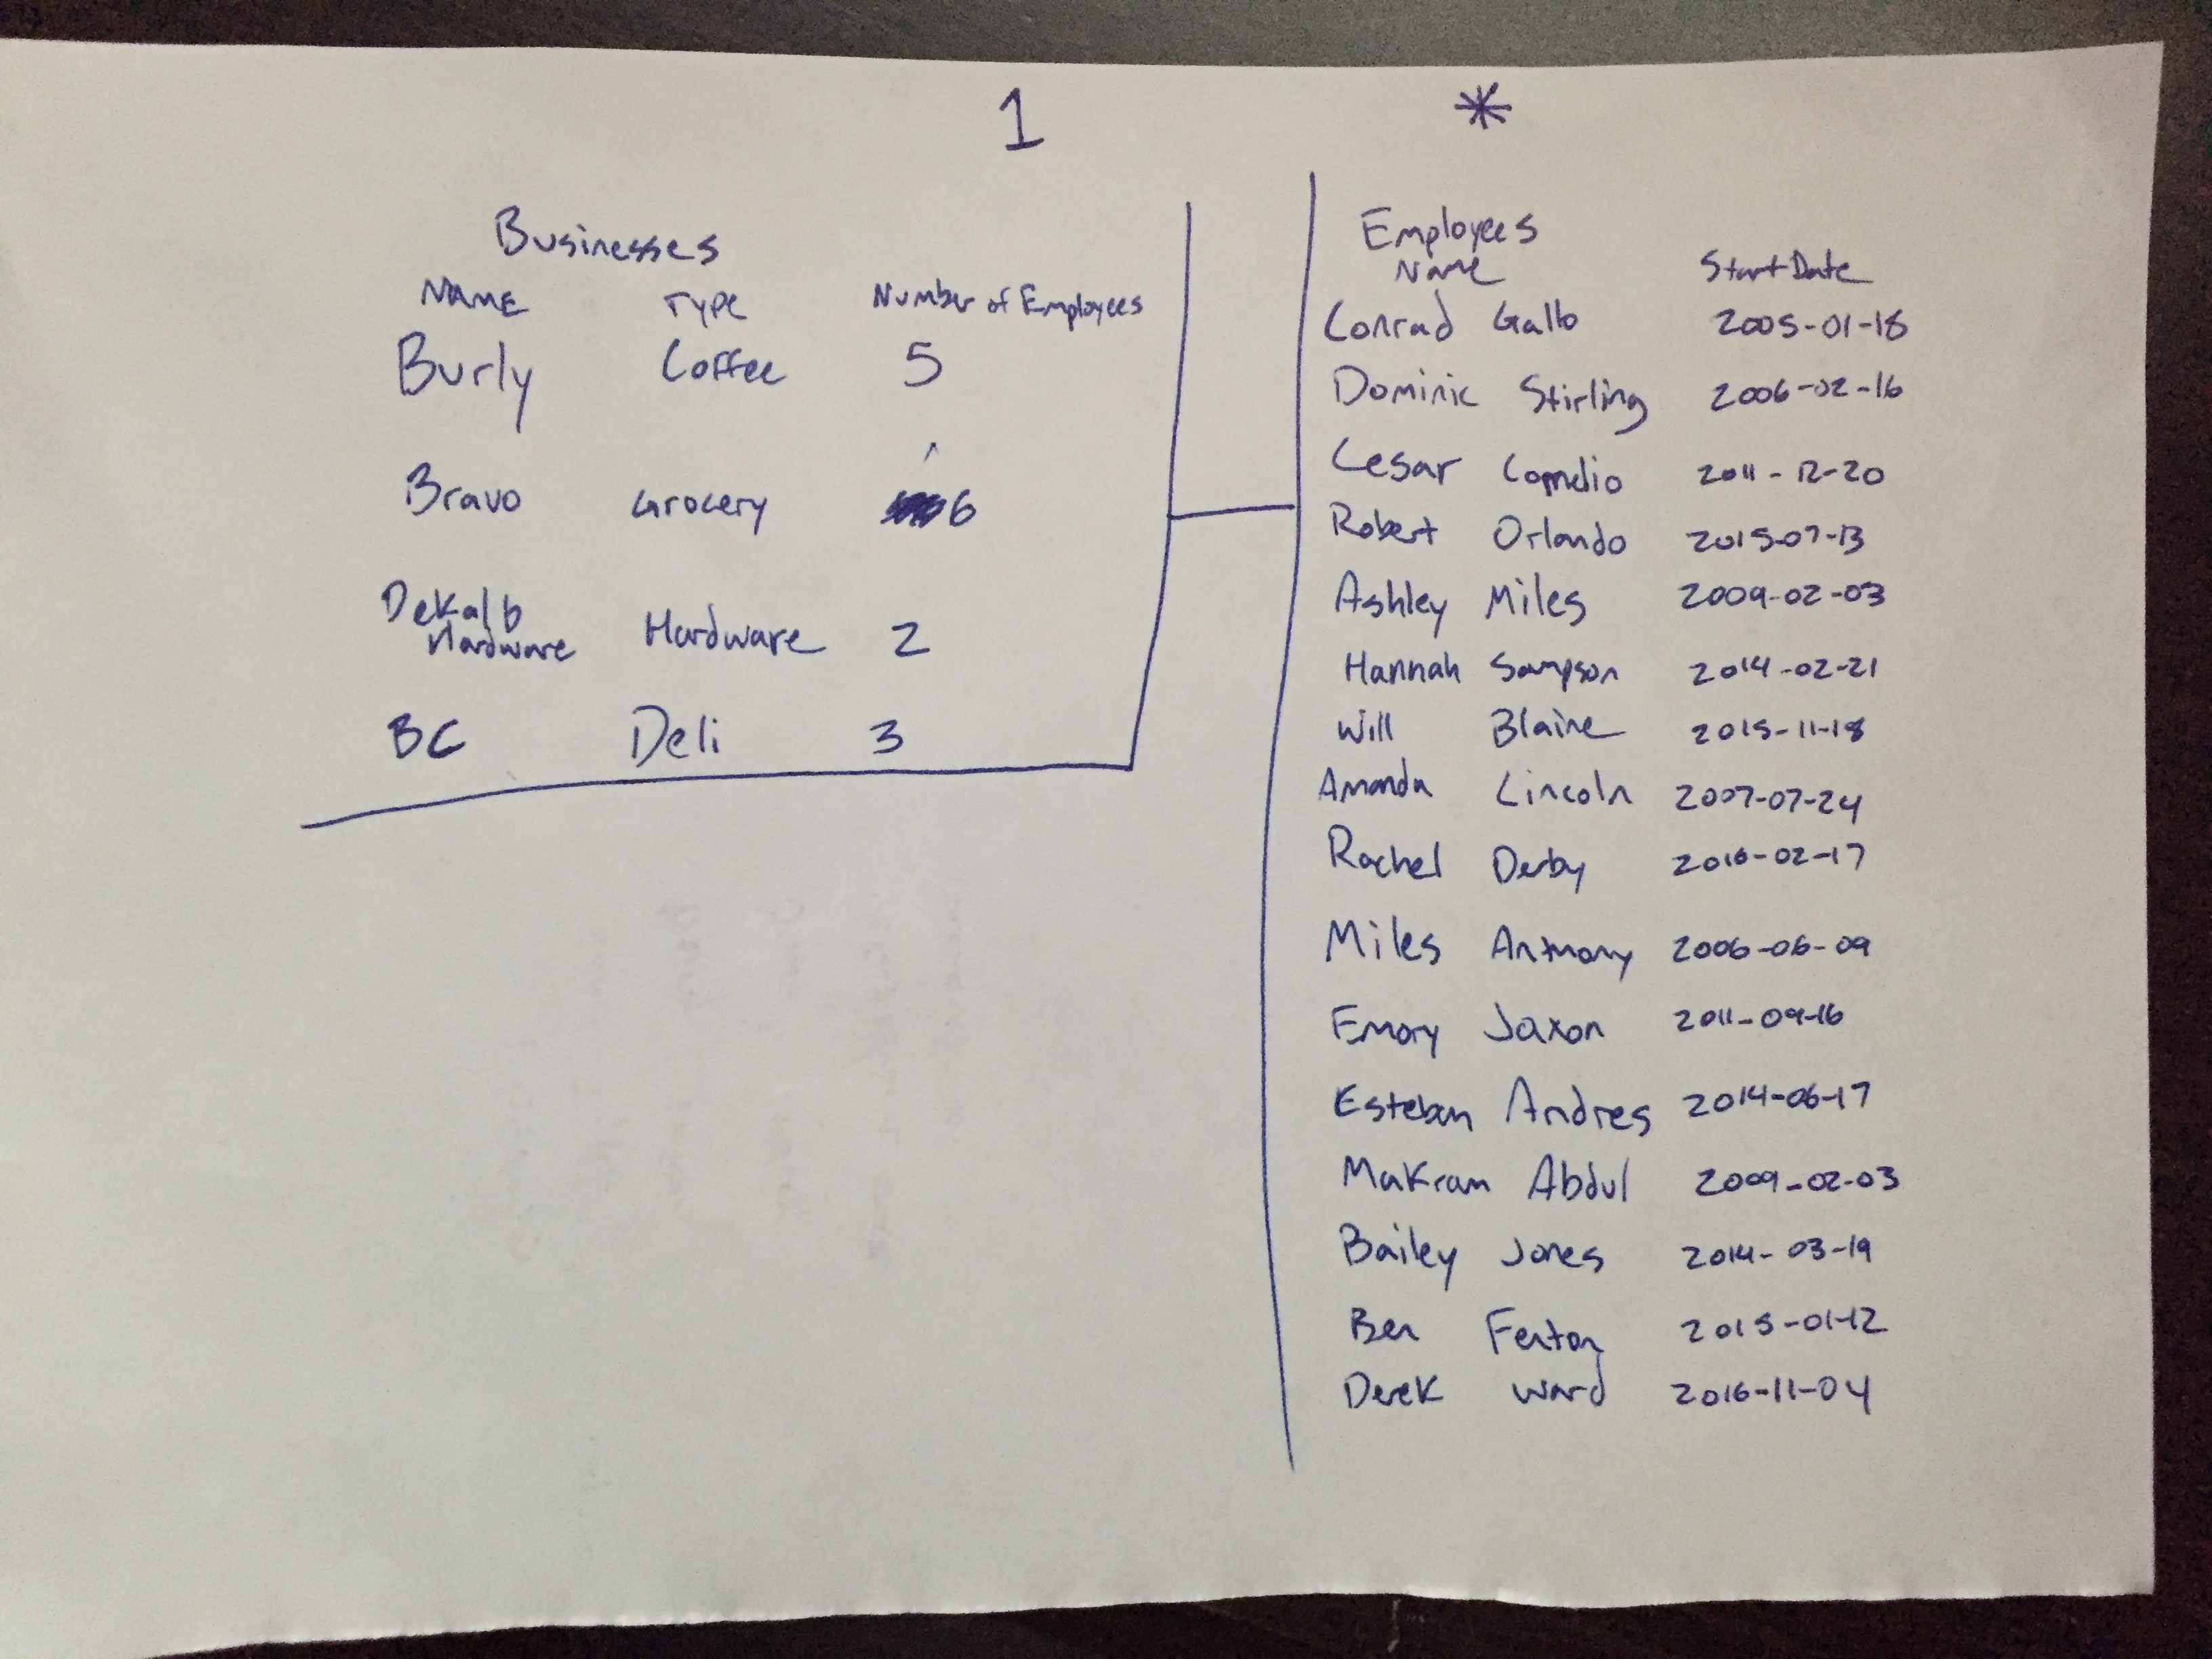 1 *
Businesses
Name Type Number of Employees
Burly Coffee 5
Bravo Grocery 6
Dekalb Hardware Hardware 2
BC Deli 3
Employees
Name Start Date
Conrad Gallo 2005-01-18
Dominic Stirling 2006-02-16
Cesar 2011-12-20
Robert Orlando 2015-07-13
Ashley Miles 2009-02-03
Hannah Sampson 2014-02-21
Will Blaine 2015-11-18
Amanda Lincoln 2007-07-24
Rachel Derby 2016-02-17
Miles Antmony 2006-06-09
Emory Jaxon 2011-09-16
Esteban Andres 2014-06-17
Makram Abdul 2009-02-03
Bailey Jones 2014-03-19
Ben Fenton 2015-01-12
Derek Ward 2016-11-04